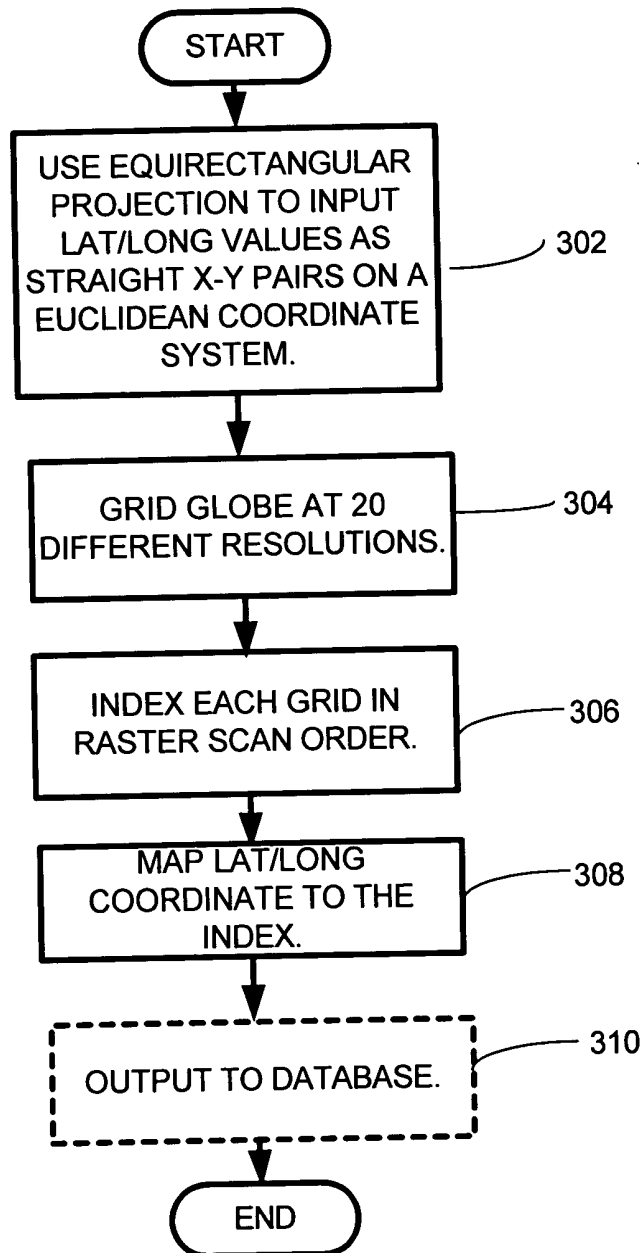 START
USE EQUIRECTANGULAR
PROJECTION TO INPUT
LAT/LONG VALUES AS
STRAIGHT X-Y PAIRS ON A
EUCLIDEAN COORDINATE
SYSTEM.
302
GRID GLOBE AT 20
DIFFERENT RESOLUTIONS.
304
INDEX EACH GRID IN
RASTER SCAN ORDER.
306
MAP LAT/LONG
COORDINATE TO THE
INDEX.
308
OUTPUT TO DATABASE.
310
END